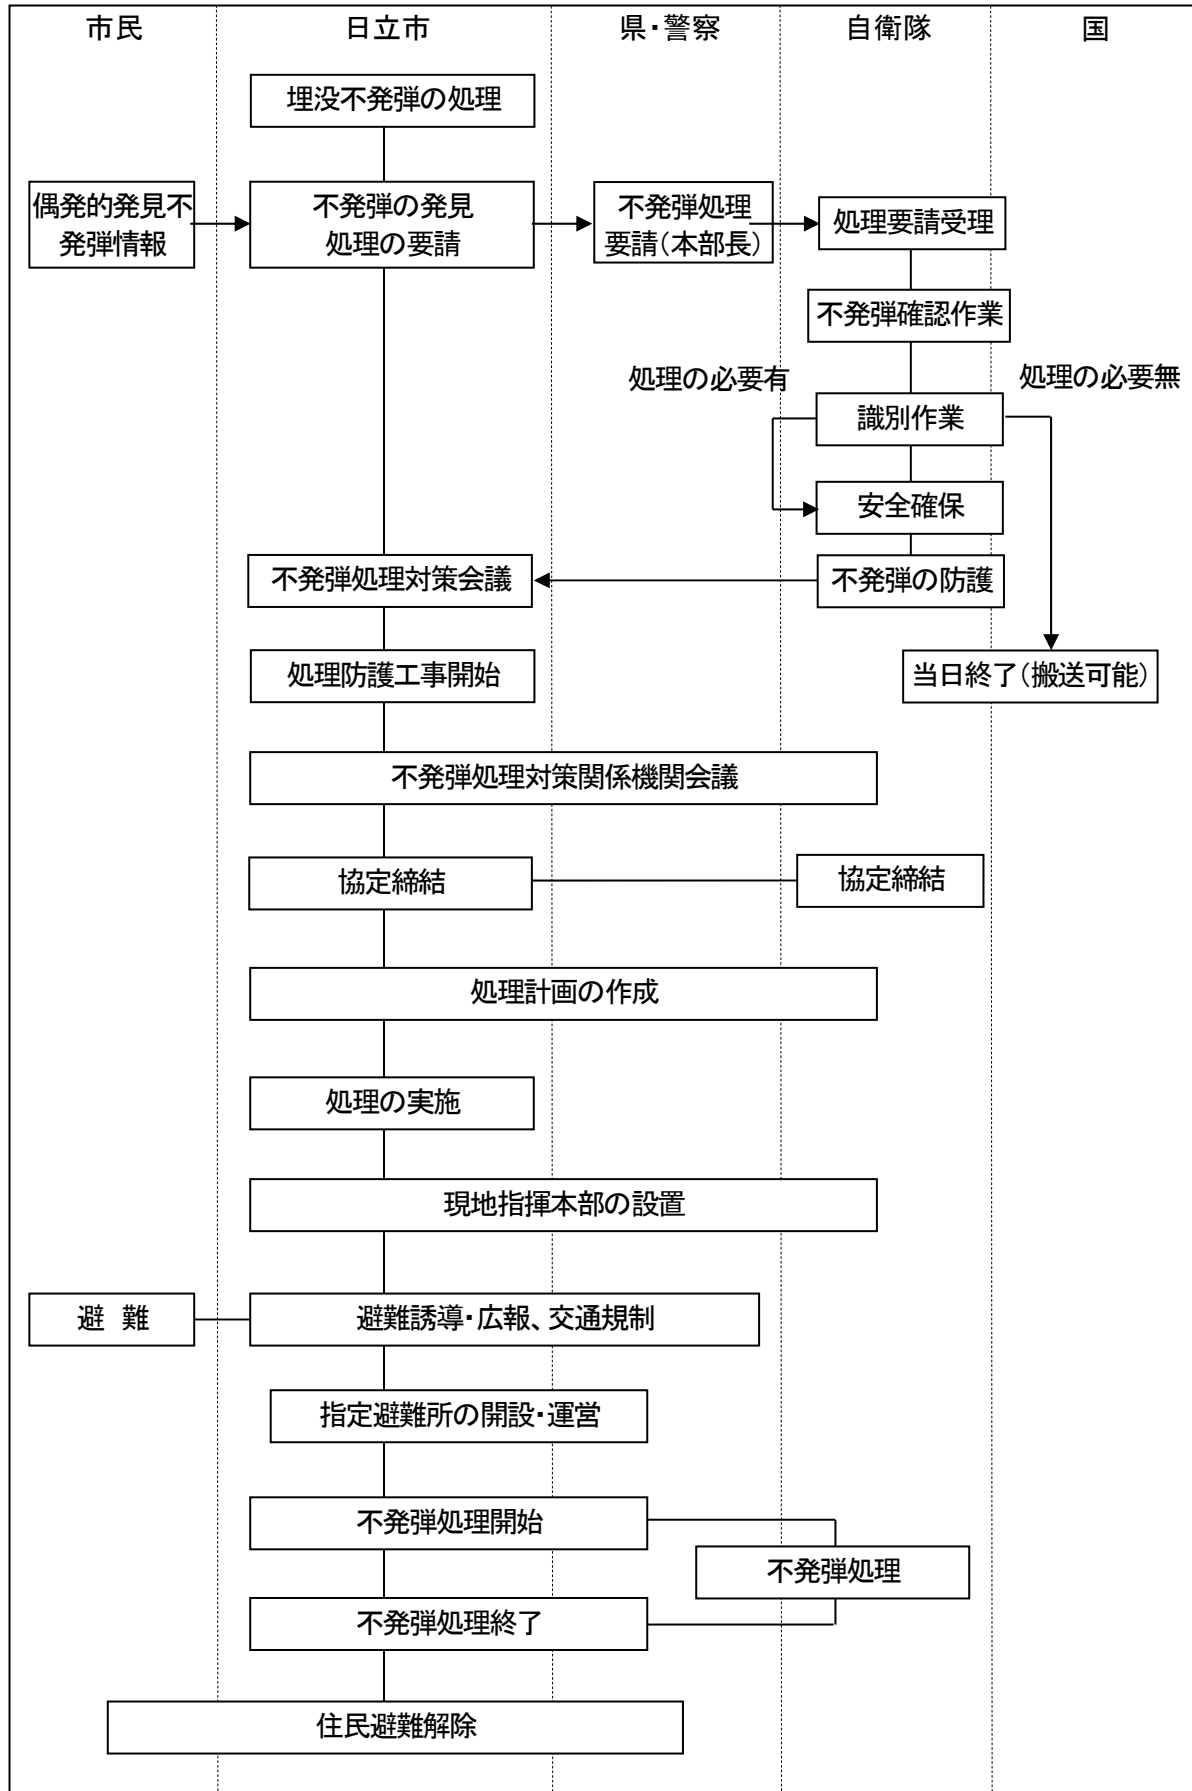 市民 日立市 県・警察 自衛隊 国
埋没不発弾の処理
偶発的発見不
発弾情報
不発弾の発見
処理の要請
不発弾処理
要請(本部長)
処理要請受理
不発弾確認作業
処理の必要有
処理の必要無
識別作業
安全確保
不発弾処理対策会議
不発弾の防護
処理防護工事開始
当日終了(搬送可能)
不発弾処理対策関係機関会議
協定締結
協定締結
処理計画の作成
処理の実施
現地指揮本部の設置
避 難
避難誘導・広報、交通規制
指定避難所の開設・運営
不発弾処理開始
不発弾処理
不発弾処理終了
住民避難解除